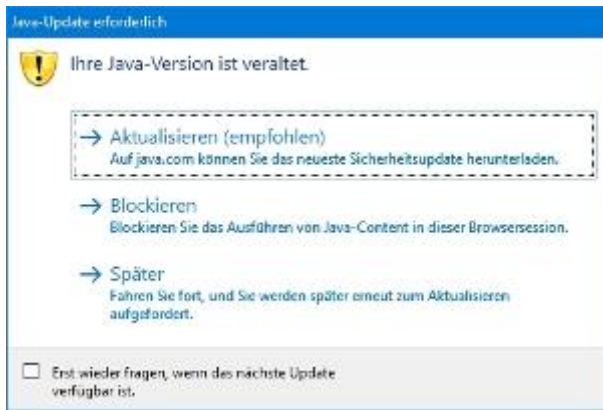 Java-Update erforderlich
Ihre Java-Version ist veraltet.
Aktualisieren (empfohlen)
Auf java.com können Sie das neueste Sicherheitsupdate herunterladen.
Blockieren
Blockieren Sie das Ausführen von Java-Content in dieser Browsersession.
Später
Fahren Sie fort, und Sie werden später erneut zum Aktualisieren
aufgefordert.
Erst wieder fragen, wenn das nächste Update
verfügbar ist.